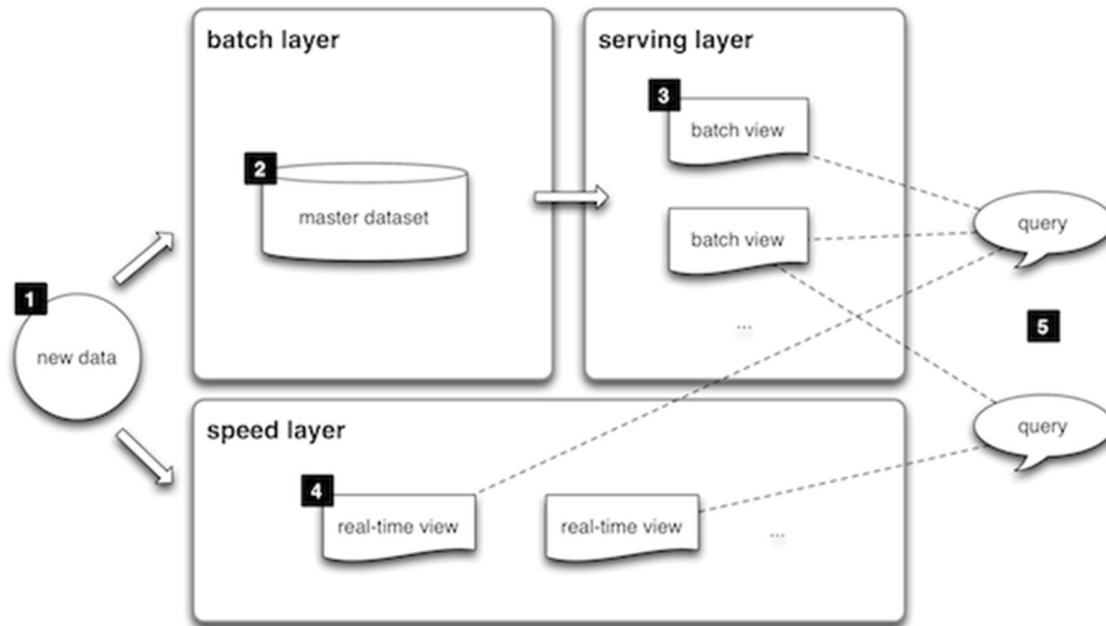 batch layer
serving layer
3
batch view
2
master dataset
query
batch view
1
...
5
new data
query
speed layer
4
real-time view
real-time view
...